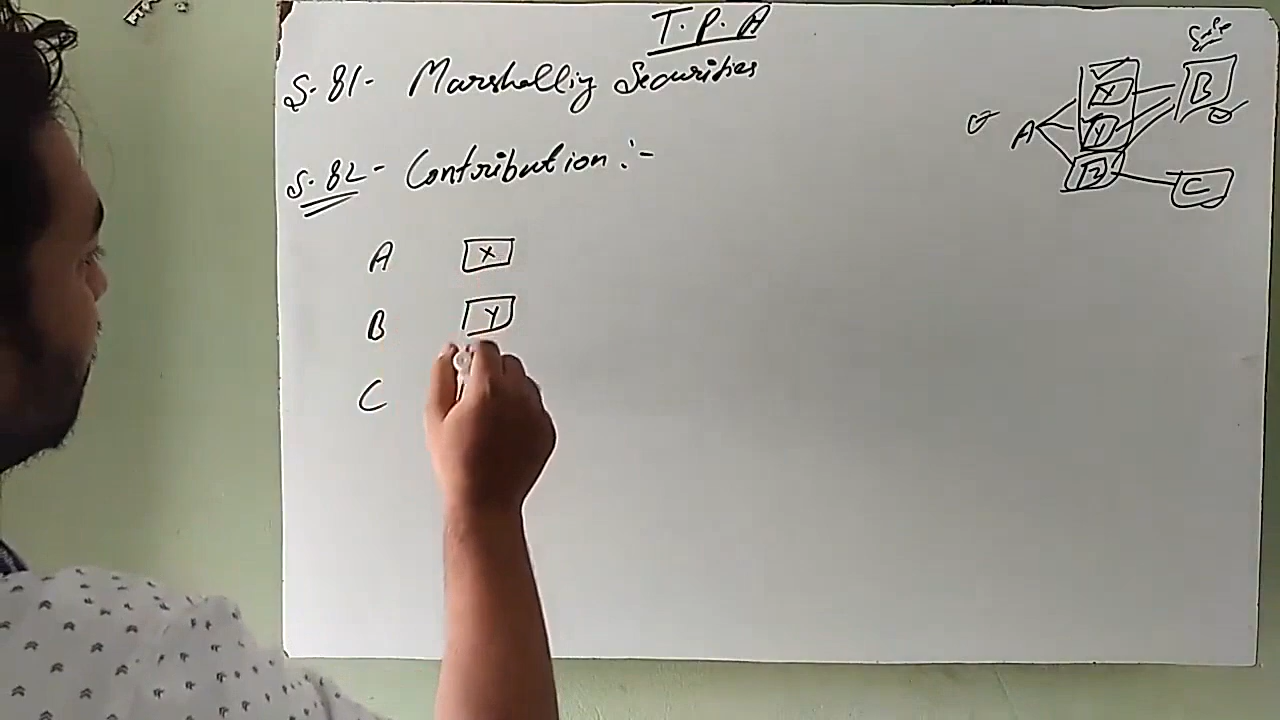 T.P.A
S.81- Marshalling Securities
S.82- Contribution :-
A X
B Y
C
A X Y Z B C